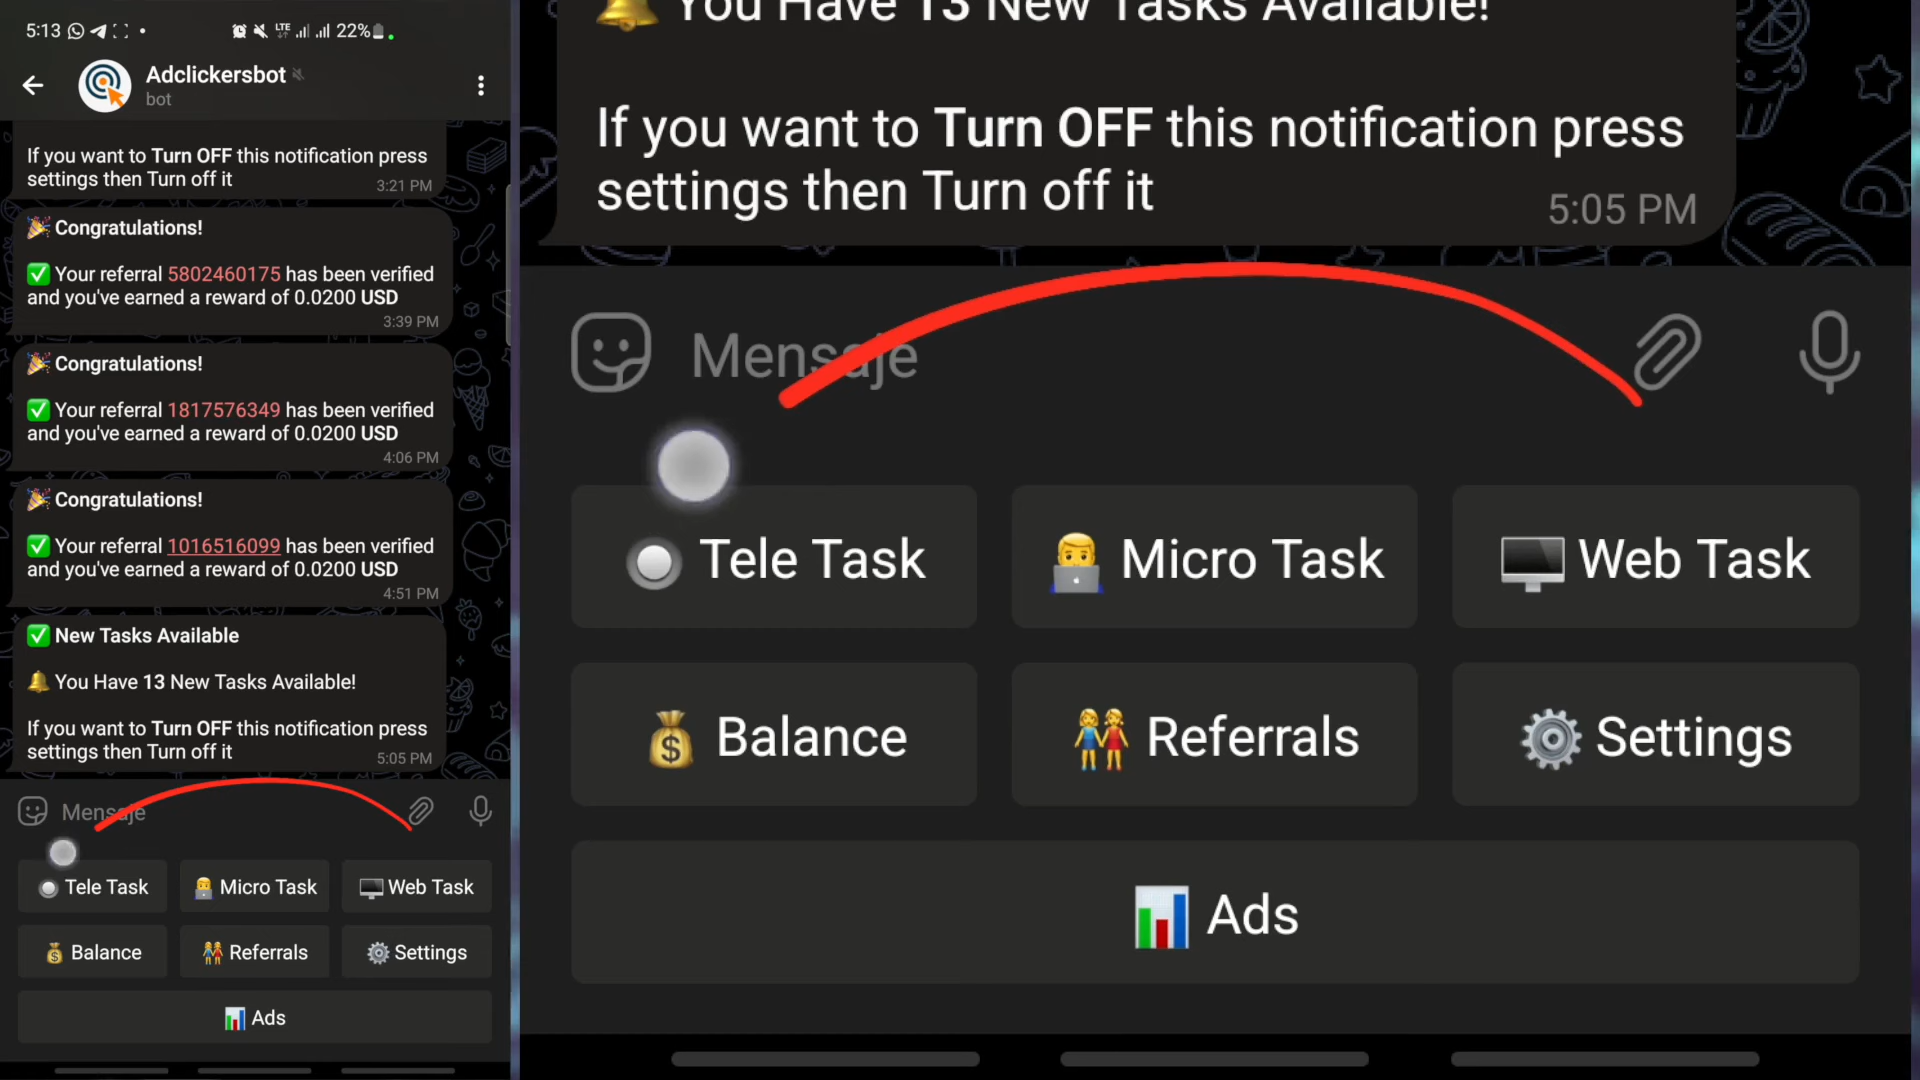 5:13
LTE
22%
Adclickersbot
bot
If you want to Turn OFF this notification press
settings then Turn off it
3:21 PM
🎉 Congratulations!
✅ Your referral 5802460175 has been verified
and you've earned a reward of 0.0200 USD
3:39 PM
🎉 Congratulations!
✅ Your referral 1817576349 has been verified
and you've earned a reward of 0.0200 USD
4:06 PM
🎉 Congratulations!
✅ Your referral 1016516099 has been verified
and you've earned a reward of 0.0200 USD
4:51 PM
✅ New Tasks Available
🔔 You Have 13 New Tasks Available!
If you want to Turn OFF this notification press
settings then Turn off it
5:05 PM
Mensaje
Tele Task
Micro Task
Web Task
Balance
Referrals
Settings
Ads
🔔 You Have 13 New Tasks Available!
If you want to Turn OFF this notification press
settings then Turn off it
5:05 PM
Mensaje
Tele Task
Micro Task
Web Task
Balance
Referrals
Settings
Ads